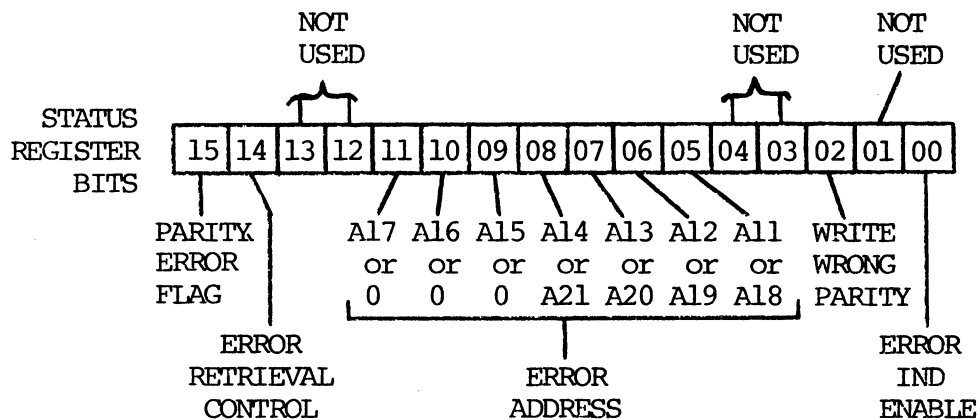 NOT NOT NOT
USED USED USED
STATUS
REGISTER
BITS
15 14 13 12 11 10 09 08 07 06 05 04 03 02 01 00
PARITY A17 A16 A15 A14 A13 A12 A11 WRITE
ERROR or or or or or or or WRONG
FLAG 0 0 0 A21 A20 A19 A18 PARITY
ERROR ERROR
RETRIEVAL ERROR IND
CONTROL ADDRESS ENABLE